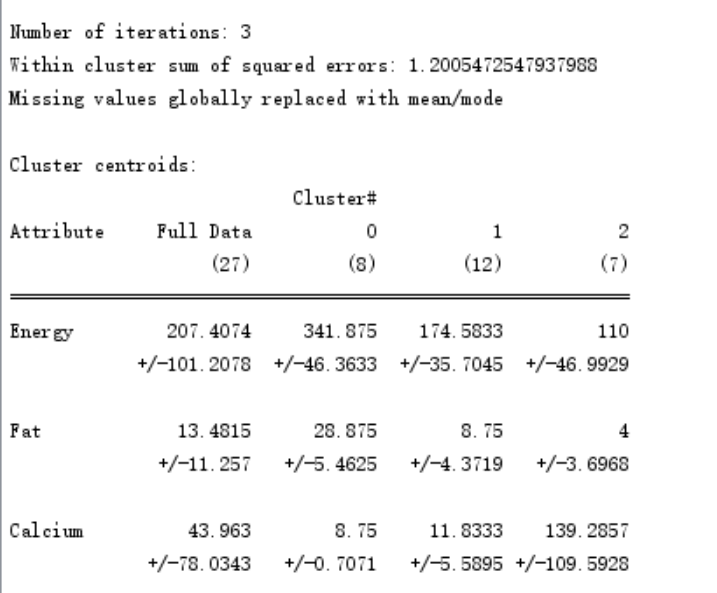 Number of iterations: 3
Within cluster sum of squared errors: 1.2005472547937988
Missing values globally replaced with mean/mode
Cluster centroids:
Cluster#
Attribute Full Data 0 1 2
(27) (8) (12) (7)
Energy 207.4074 341.875 174.5833 110
+/-101.2078 +/-46.3633 +/-35.7045 +/-46.9929
Fat 13.4815 28.875 8.75 4
+/-11.257 +/-5.4625 +/-4.3719 +/-3.6968
Calcium 43.963 8.75 11.8333 139.2857
+/-78.0343 +/-0.7071 +/-5.5895 +/-109.5928